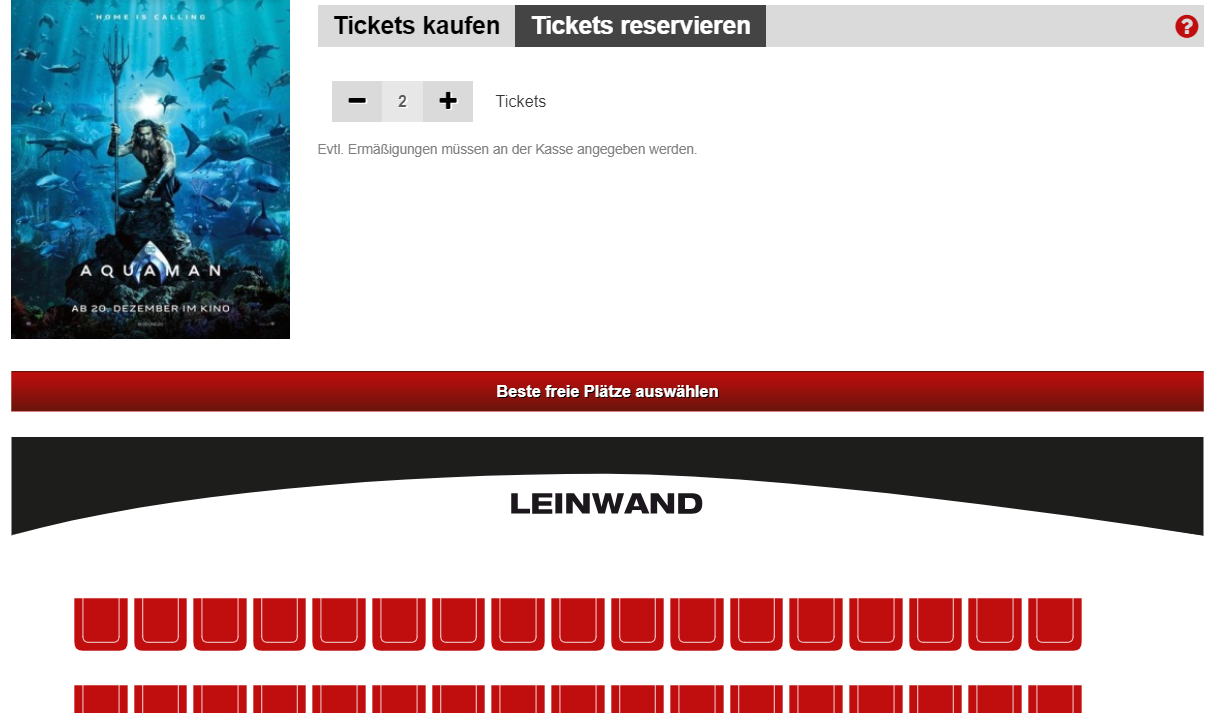 HOME IS CALLING
AQUAMAN
AB 20. DEZEMBER IM KINO
Tickets kaufen
Tickets reservieren
?
2
Tickets
Evtl. Ermäßigungen müssen an der Kasse angegeben werden.
Beste freie Plätze auswählen
LEINWAND